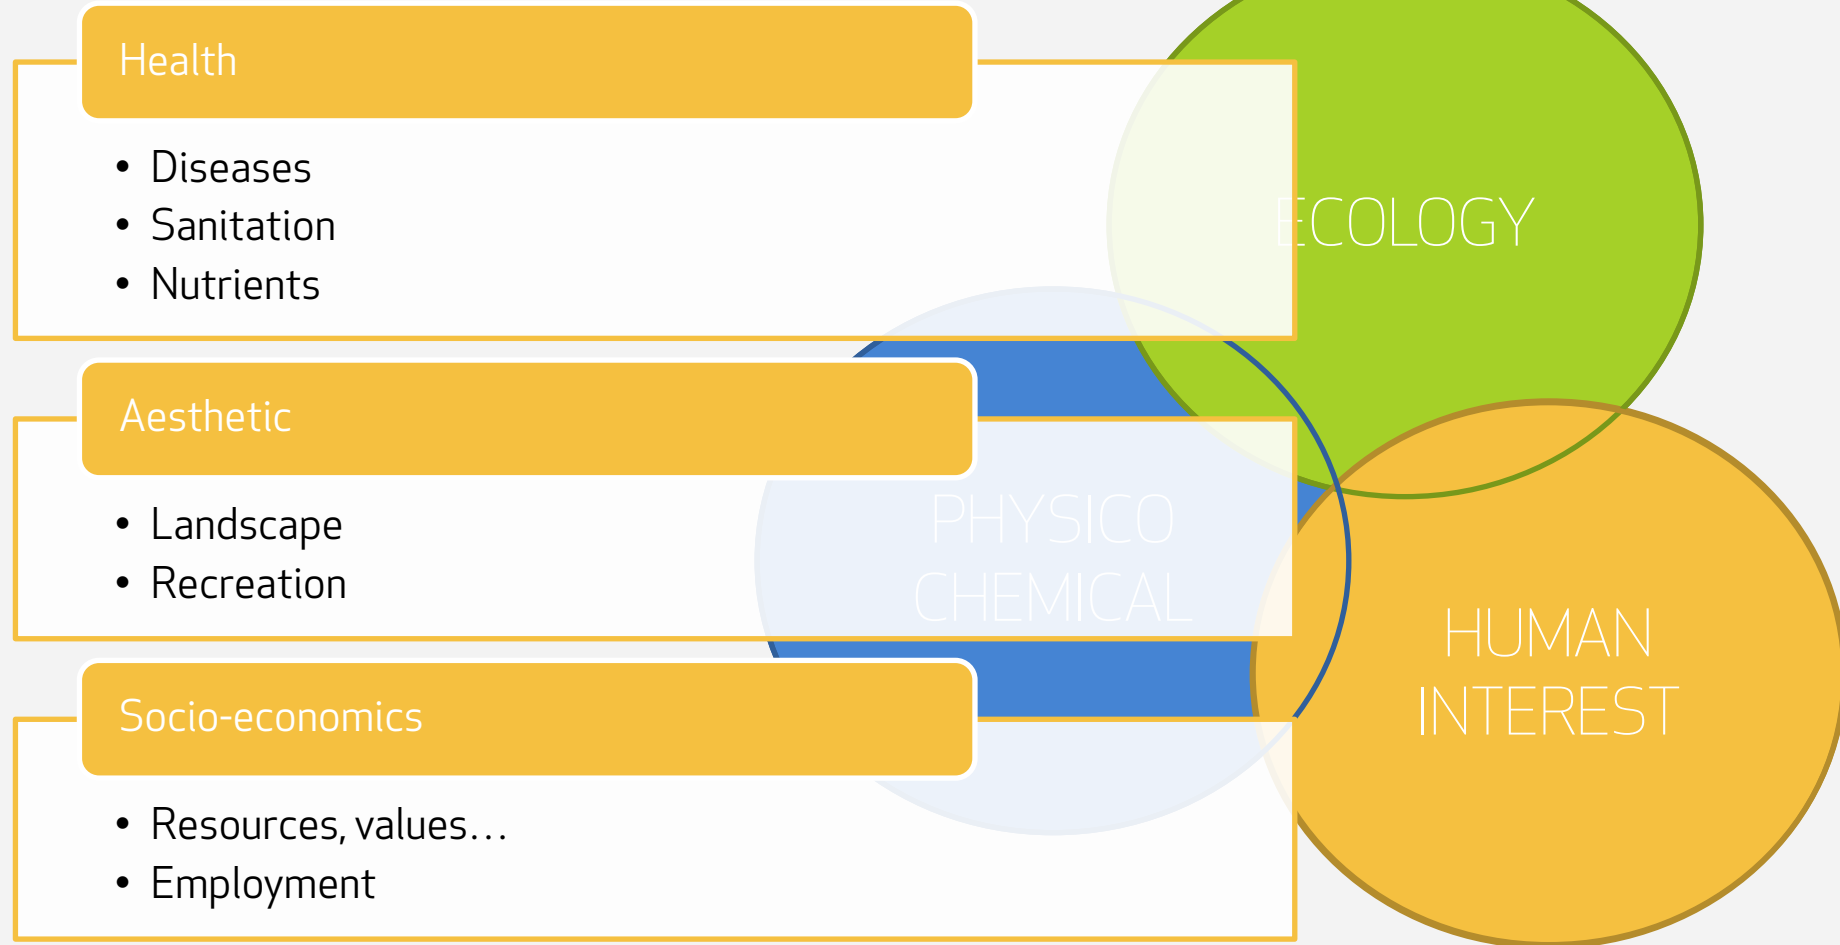 Health
• Diseases
• Sanitation
• Nutrients
Aesthetic
• Landscape
• Recreation
Socio-economics
• Resources, values…
• Employment
ECOLOGY
PHYSICO
CHEMICAL
HUMAN
INTEREST